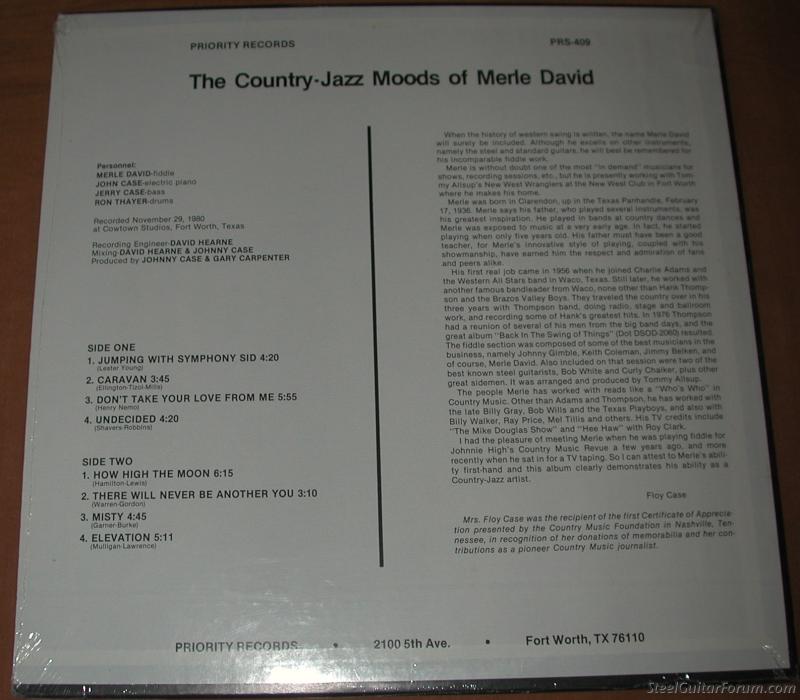 PRIORITY RECORDS
PRS-409
The Country-Jazz Moods of Merle David
Personnel:
MERLE DAVID-fiddle
JOHN CASE-electric piano
JERRY CASE-bass
RON THAYER-drums
Recorded November 29, 1980
at Cowtown Studios, Fort Worth, Texas
Recording Engineer-DAVID HEARNE
Mixing-DAVID HEARNE & JOHNNY CASE
Produced by JOHNNY CASE & GARY CARPENTER
SIDE ONE
1. JUMPING WITH SYMPHONY SID 4:20
(Lester Young)
2. CARAVAN 3:45
(Ellington-Tizol-Mills)
3. DON'T TAKE YOUR LOVE FROM ME 5:55
(Henry Nemo)
4. UNDECIDED 4:20
(Shavers-Robbins)
SIDE TWO
1. HOW HIGH THE MOON 6:15
(Hamilton-Lewis)
2. THERE WILL NEVER BE ANOTHER YOU 3:10
(Warren-Gordon)
3. MISTY 4:45
(Garner-Burke)
4. ELEVATION 5:11
(Mulligan-Lawrence)
When the history of western swing is written, the name Merle David
will surely be included. Although he excells on other instruments,
namely the steel and standard guitars, he will best be remembered for
his incomparable fiddle work.
Merle is without doubt one of the most "in demand" musicians for
shows, recording sessions, etc., but he is presently working with Tom-
my Allsup's New West Wranglers at the New West Club in Fort Worth
where he makes his home.
Merle was born in Clarendon, up in the Texas Panhandle, February
17, 1936. Merle says his father, who played several instruments, was
his greatest inspiration. He played in bands at country dances and
Merle was exposed to music at a very early age. In fact, he started
playing when only five years old. His father must have been a good
teacher, for Merle's innovative style of playing, coupled with his
showmanship, have earned him the respect and admiration of fans
and peers alike.
His first real job came in 1956 when he joined Charlie Adams and
the Western All Stars band in Waco, Texas. Still later, he worked with
another famous bandleader from Waco, none other than Hank Thomp-
son and the Brazos Valley Boys. They traveled the country over in his
three years with Thompson band, doing radio, stage and ballroom
work, and recording some of Hank's greatest hits. In 1976 Thompson
had a reunion of several of his men from the big band days, and the
great album "Back In The Swing of Things" (Dot DSOD-2060) resulted.
The fiddle section was composed of some of the best musicians in the
business, namely Johnny Gimble, Keith Coleman, Jimmy Belken, and
of course, Merle David. Also included on that session were two of the
best known steel guitarists, Bob White and Curly Chalker, plus other
great sidemen. It was arranged and produced by Tommy Allsup.
The people Merle has worked with reads like a "Who's Who" in
Country Music. Other than Adams and Thompson, he has worked with
the late Billy Gray, Bob Wills and the Texas Playboys, and also with
Billy Walker, Ray Price, Mel Tillis and others. His TV credits include
"The Mike Douglas Show" and "Hee Haw" with Roy Clark.
I had the pleasure of meeting Merle when he was playing fiddle for
Johnnie High's Country Music Revue a few years ago, and more
recently when he sat in for a TV taping. So I can attest to Merle's abili-
ty first-hand and this album clearly demonstrates his ability as a
Country-Jazz artist.
Floy Case
Mrs. Floy Case was the recipient of the first Certificate of Apprecia-
tion presented by the Country Music Foundation in Nashville, Ten-
nessee, in recognition of her donations of memorabilia and her con-
tributions as a pioneer Country Music journalist.
PRIORITY RECORDS • 2100 5th Ave. • Fort Worth, TX 76110
SteelGuitarForum.com